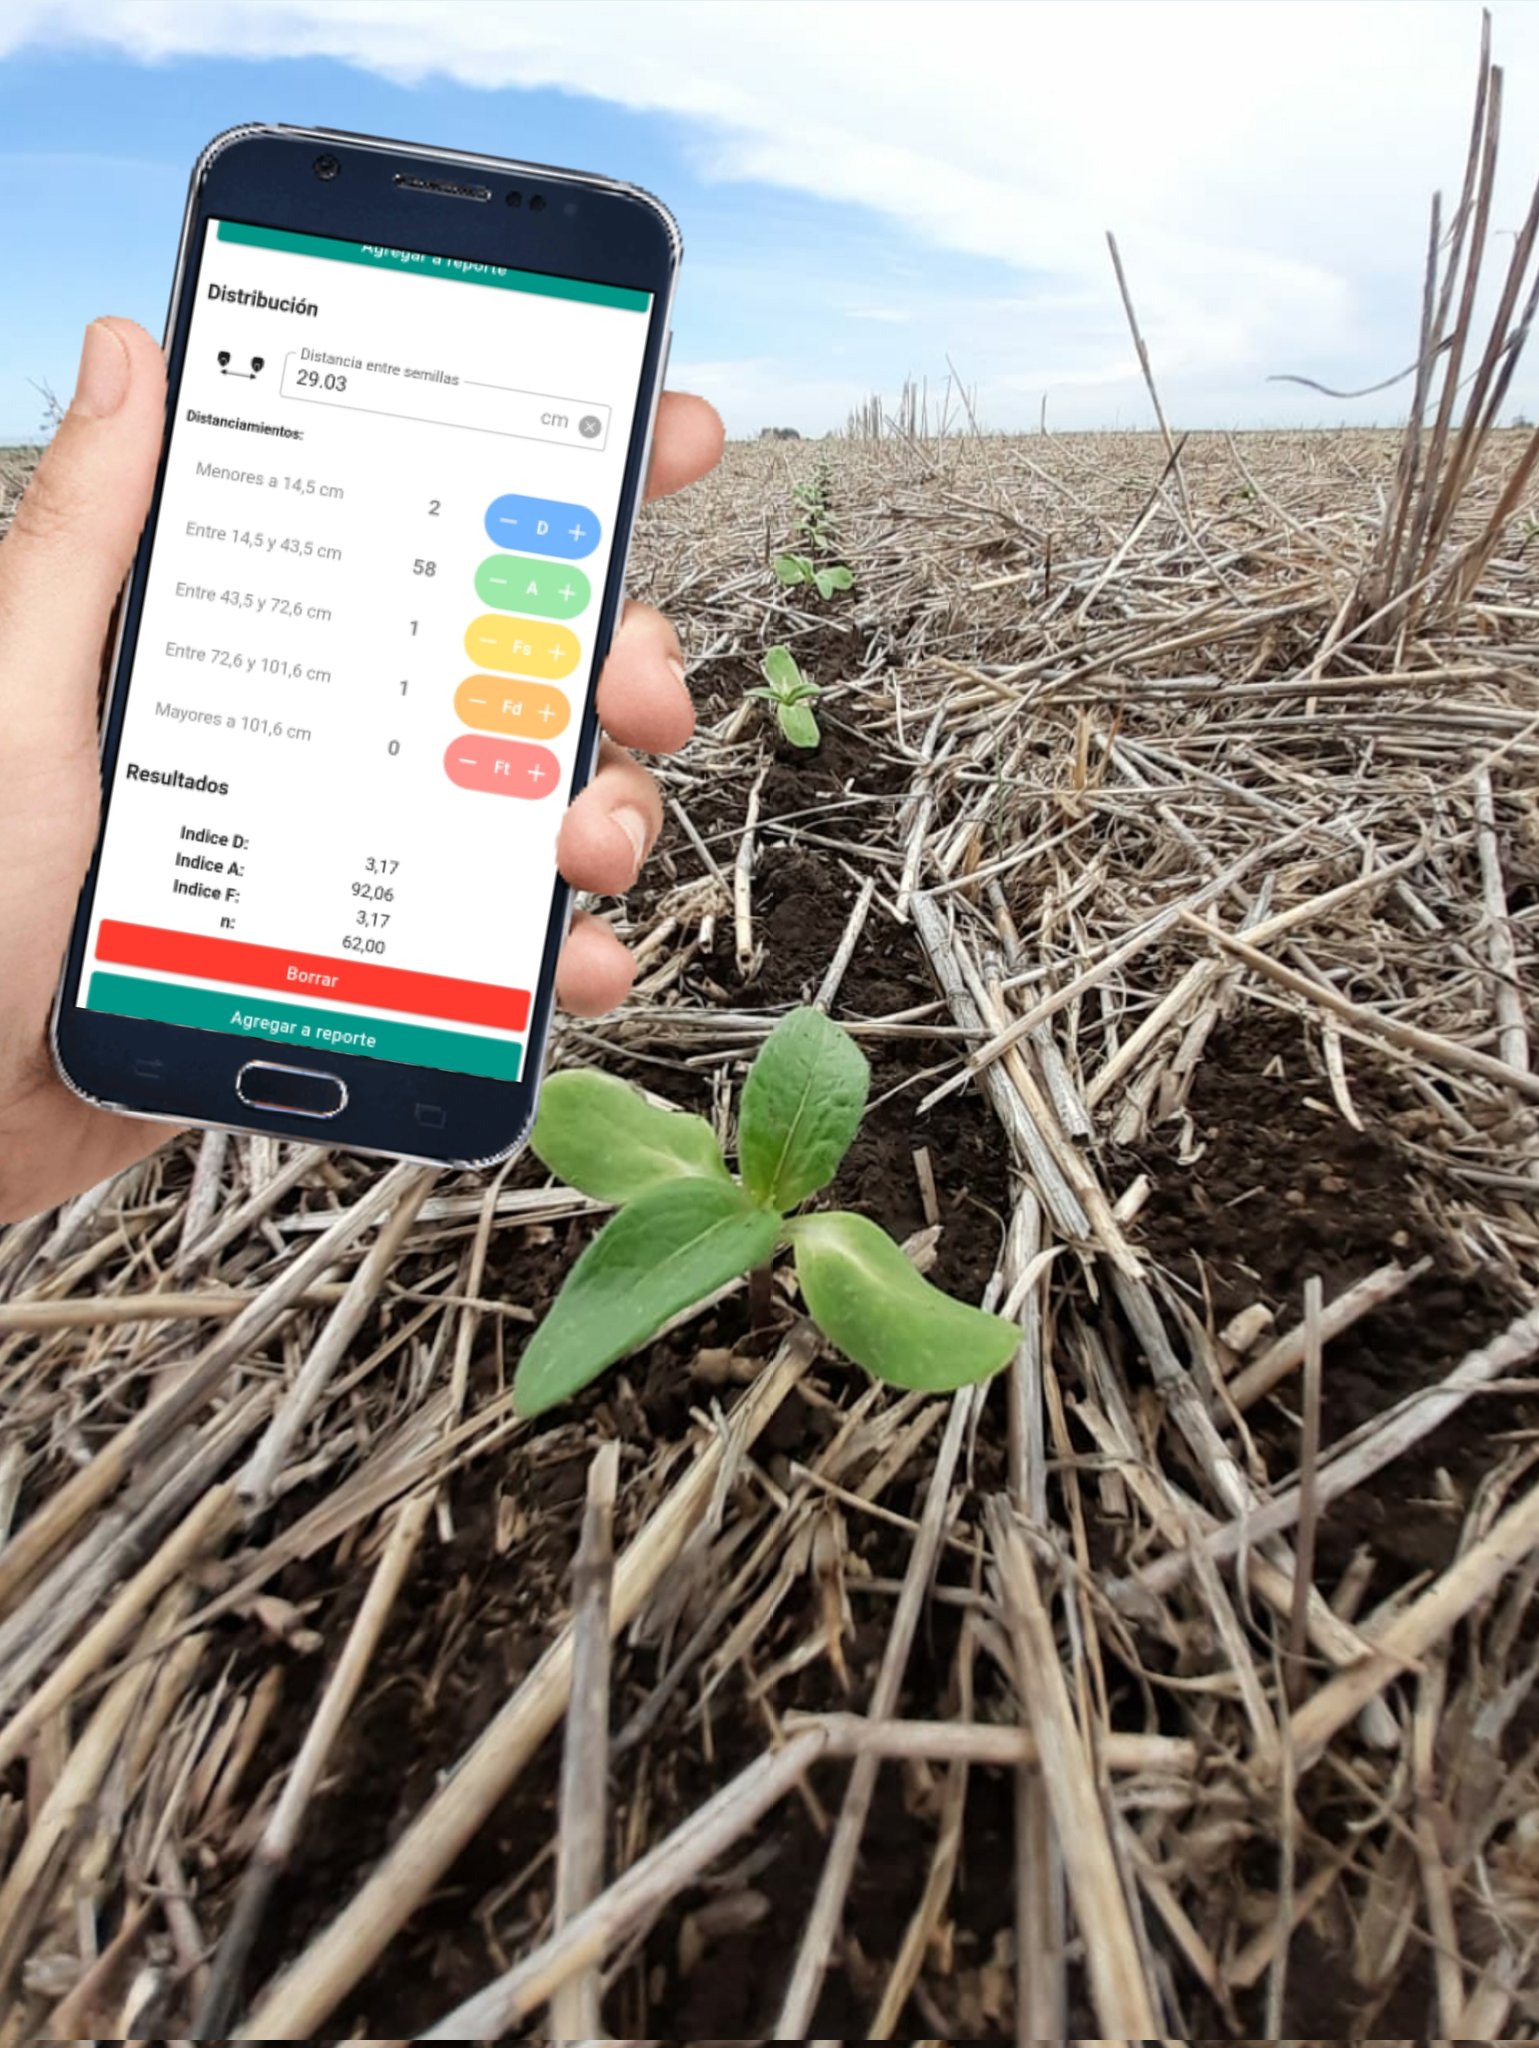 Agregar a reporte
Distribución
Distancia entre semillas
29.03 cm
Distanciamientos:
Menores a 14,5 cm 2 − D +
Entre 14,5 y 43,5 cm 58 − A +
Entre 43,5 y 72,6 cm 1 − Fs +
Entre 72,6 y 101,6 cm 1 − Fd +
Mayores a 101,6 cm 0 − Ft +
Resultados
Indice D: 3,17
Indice A: 92,06
Indice F: 3,17
n: 62,00
Borrar
Agregar a reporte